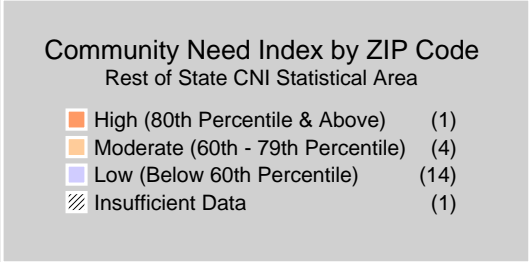 Community Need Index by ZIP Code
Rest of State CNI Statistical Area
High (80th Percentile & Above) (1)
Moderate (60th - 79th Percentile) (4)
Low (Below 60th Percentile) (14)
Insufficient Data (1)